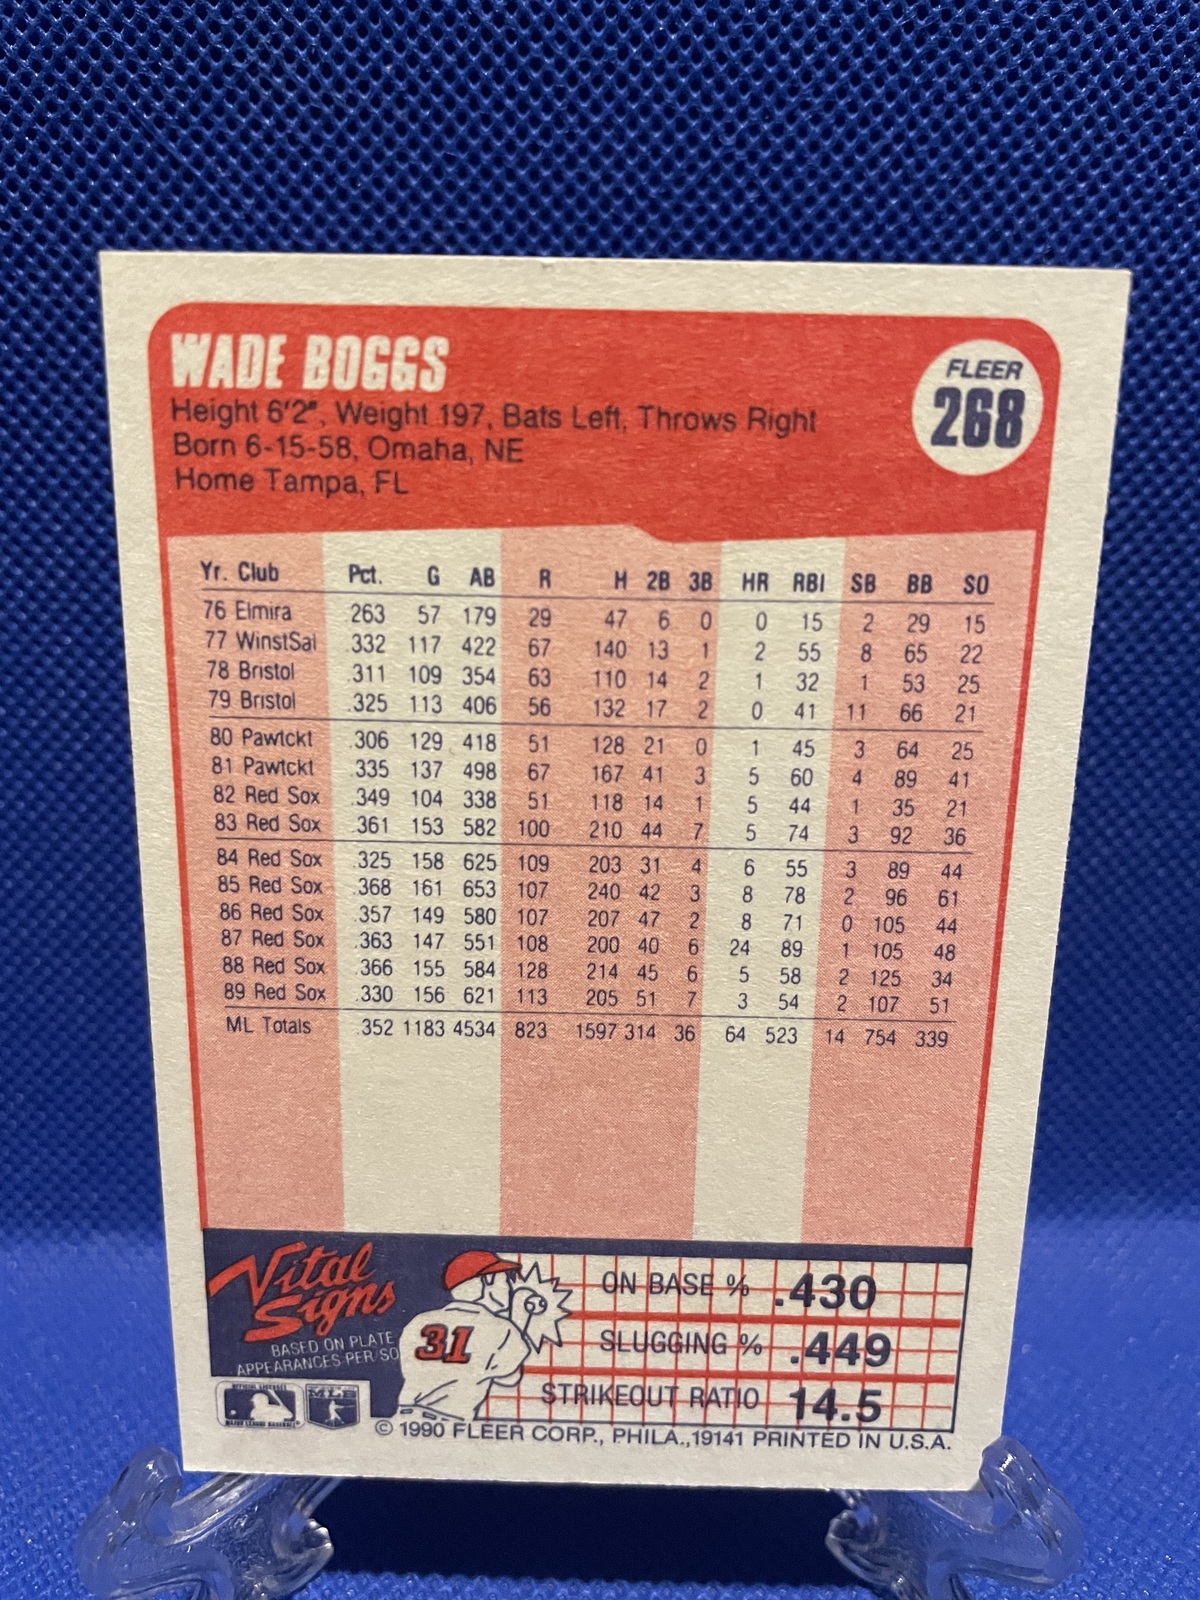 WADE BOGGS
FLEER
268
Height 6'2", Weight 197, Bats Left, Throws Right
Born 6-15-58, Omaha, NE
Home Tampa, FL
Yr. Club Pct. G AB R H 2B 3B HR RBI SB BB SO
76 Elmira .263 57 179 29 47 6 0 0 15 2 29 15
77 WinstSal .332 117 422 67 140 13 1 2 55 8 65 22
78 Bristol .311 109 354 63 110 14 2 1 32 1 53 25
79 Bristol .325 113 406 56 132 17 2 0 41 11 66 21
80 Pawtckt .306 129 418 51 128 21 0 1 45 3 64 25
81 Pawtckt .335 137 498 67 167 41 3 5 60 4 89 41
82 Red Sox .349 104 338 51 118 14 1 5 44 1 35 21
83 Red Sox .361 153 582 100 210 44 7 5 74 3 92 36
84 Red Sox .325 158 625 109 203 31 4 6 55 3 89 44
85 Red Sox .368 161 653 107 240 42 3 8 78 2 96 61
86 Red Sox .357 149 580 107 207 47 2 8 71 0 105 44
87 Red Sox .363 147 551 108 200 40 6 24 89 1 105 48
88 Red Sox .366 155 584 128 214 45 6 5 58 2 125 34
89 Red Sox .330 156 621 113 205 51 7 3 54 2 107 51
ML Totals .352 1183 4534 823 1597 314 36 64 523 14 754 339
Vital
Signs
BASED ON PLATE
APPEARANCES PER SO
31
ON BASE % .430
SLUGGING % .449
STRIKEOUT RATIO 14.5
MLB
© 1990 FLEER CORP., PHILA.,19141 PRINTED IN U.S.A.